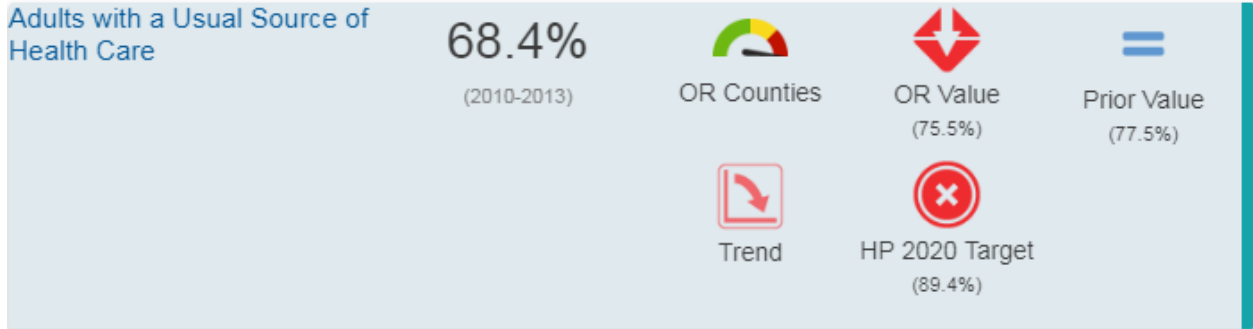 Adults with a Usual Source of
Health Care
68.4%
(2010-2013)
OR Counties
OR Value
(75.5%)
Prior Value
(77.5%)
Trend
HP 2020 Target
(89.4%)